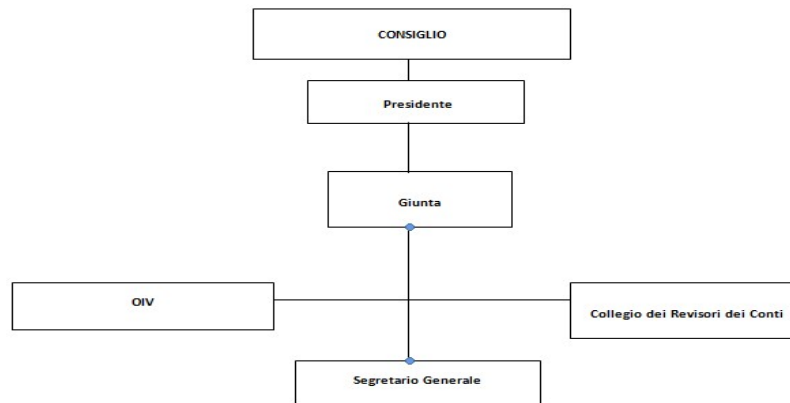 CONSIGLIO
Presidente
Giunta
OIV
Collegio dei Revisori dei Conti
Segretario Generale